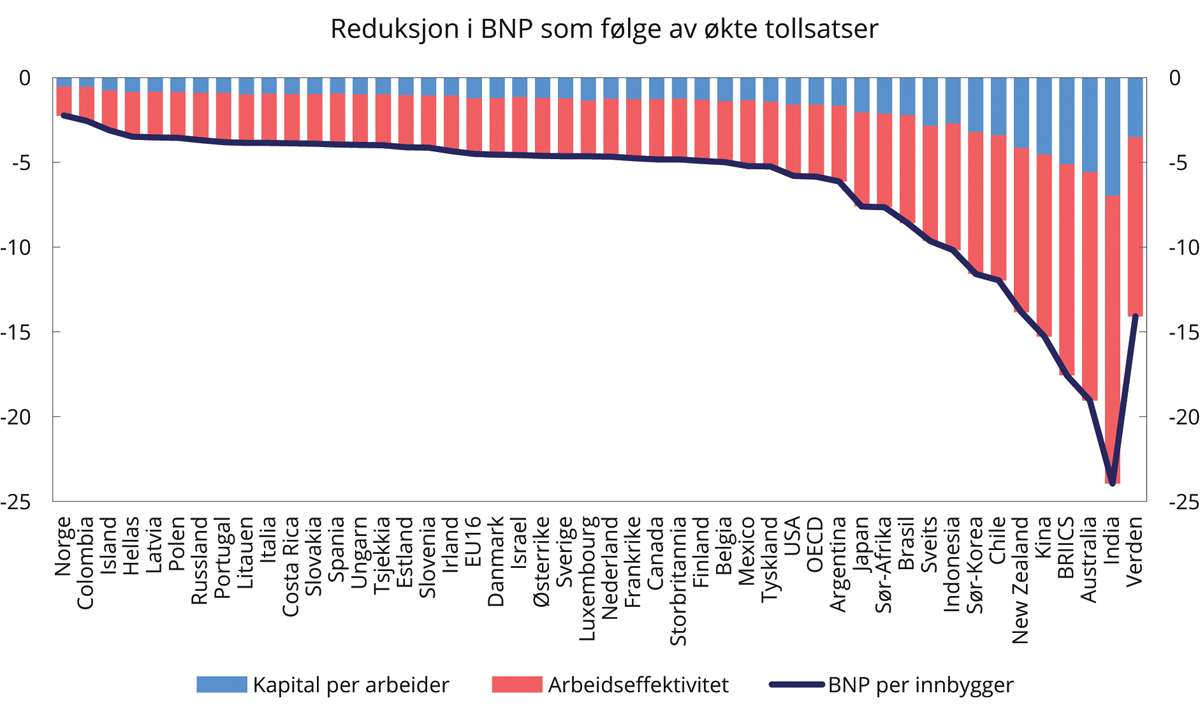 Reduksjon i BNP som følge av økte tollsatser
0 0
-5 -5
-10 -10
-15 -15
-20 -20
-25 -25
Norge
Colombia
Island
Hellas
Latvia
Polen
Russland
Portugal
Litauen
Italia
Costa Rica
Slovakia
Spania
Ungarn
Tsjekkia
Estland
Slovenia
Irland
EU16
Danmark
Israel
Østerrike
Sverige
Luxembourg
Nederland
Frankrike
Canada
Storbritannia
Finland
Belgia
Mexico
Tyskland
USA
OECD
Argentina
Japan
Sør-Afrika
Brasil
Sveits
Indonesia
Sør-Korea
Chile
New Zealand
Kina
BRIICS
Australia
India
Verden
Kapital per arbeider Arbeidseffektivitet BNP per innbygger